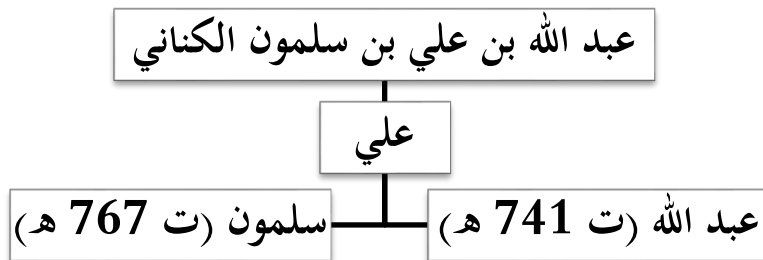 عبد الله بن علي بن سلمون الكناني
علي
عبد الله (ت 741 هـ)
سلمون (ت 767 هـ)